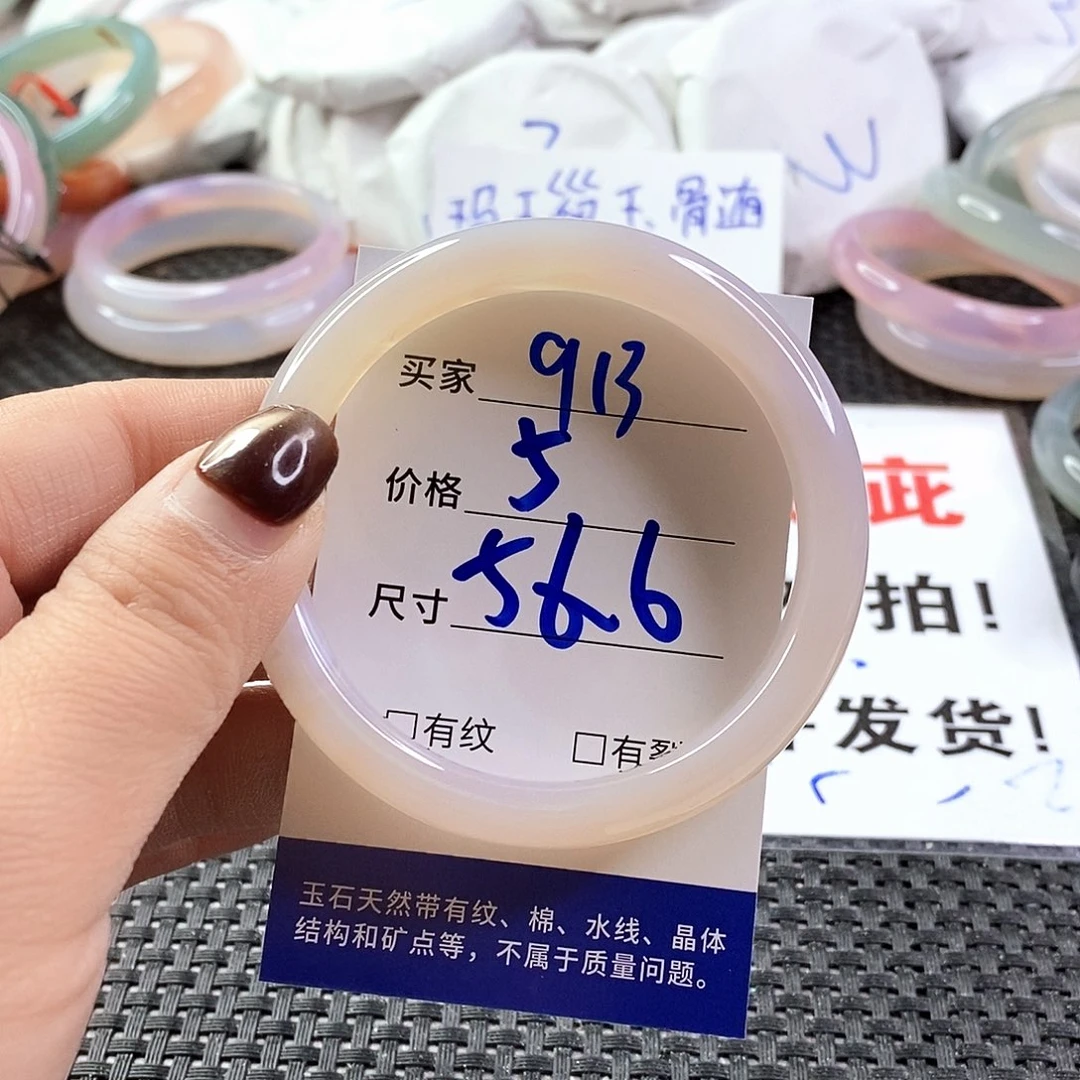 玛瑙玉骨髓
买家 913
价格 5
尺寸 56.6
□有纹 □有裂
玉石天然带有纹、棉、水线、晶体
结构和矿点等，不属于质量问题。
此
拍!
发货!